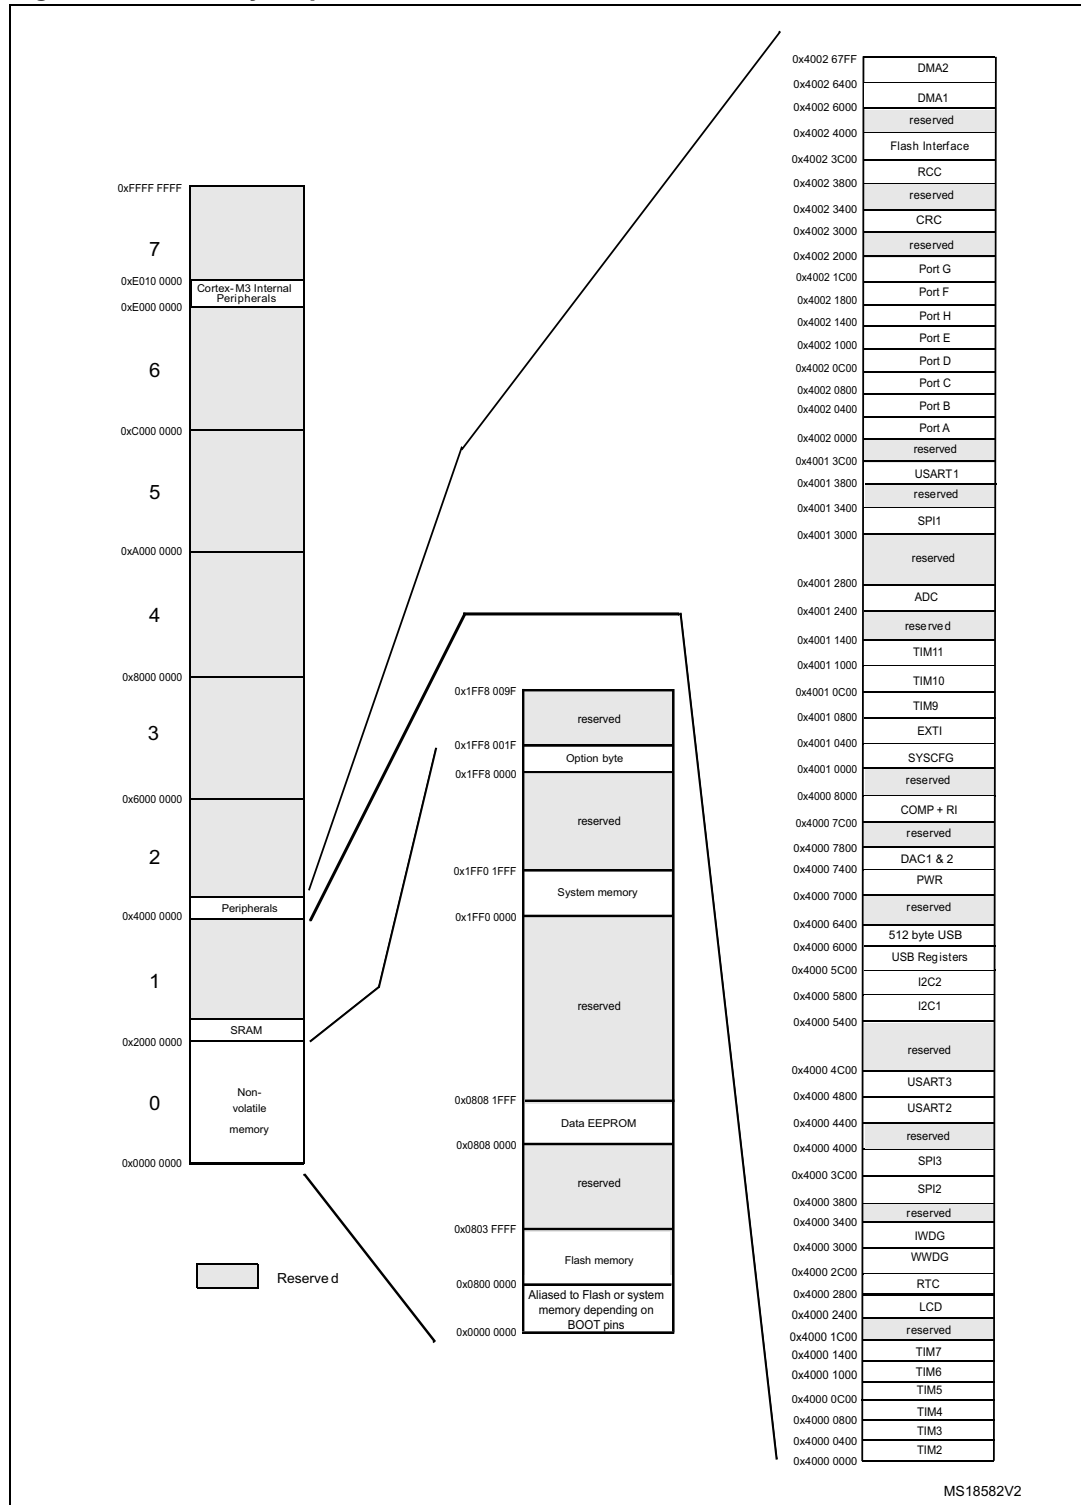 0xFFFF FFFF
7
0xE010 0000
Cortex-M3 Internal
Peripherals
0xE000 0000
6
0xC000 0000
5
0xA000 0000
4
0x8000 0000
3
0x6000 0000
2
Peripherals
0x4000 0000
1
SRAM
0x2000 0000
0
Non-
volatile
memory
0x0000 0000
Reserved
0x1FF8 009F
reserved
0x1FF8 001F
Option byte
0x1FF8 0000
reserved
0x1FF0 1FFF
System memory
0x1FF0 0000
reserved
0x0808 1FFF
Data EEPROM
0x0808 0000
reserved
0x0803 FFFF
Flash memory
0x0800 0000
Aliased to Flash or system
memory depending on
BOOT pins
0x0000 0000
0x4002 67FF
DMA2
0x4002 6400
DMA1
0x4002 6000
reserved
0x4002 4000
Flash Interface
0x4002 3C00
RCC
0x4002 3800
reserved
0x4002 3400
CRC
0x4002 3000
reserved
0x4002 2000
Port G
0x4002 1C00
Port F
0x4002 1800
Port H
0x4002 1400
Port E
0x4002 1000
Port D
0x4002 0C00
Port C
0x4002 0800
Port B
0x4002 0400
Port A
0x4002 0000
reserved
0x4001 3C00
USART1
0x4001 3800
reserved
0x4001 3400
SPI1
0x4001 3000
reserved
0x4001 2800
ADC
0x4001 2400
reserved
0x4001 1400
TIM11
0x4001 1000
TIM10
0x4001 0C00
TIM9
0x4001 0800
EXTI
0x4001 0400
SYSCFG
0x4001 0000
reserved
0x4000 8000
COMP + RI
0x4000 7C00
reserved
0x4000 7800
DAC1 & 2
0x4000 7400
PWR
0x4000 7000
reserved
0x4000 6400
512 byte USB
0x4000 6000
USB Registers
0x4000 5C00
I2C2
0x4000 5800
I2C1
0x4000 5400
reserved
0x4000 4C00
USART3
0x4000 4800
USART2
0x4000 4400
reserved
0x4000 4000
SPI3
0x4000 3C00
SPI2
0x4000 3800
reserved
0x4000 3400
IWDG
0x4000 3000
WWDG
0x4000 2C00
RTC
0x4000 2800
LCD
0x4000 2400
reserved
0x4000 1C00
TIM7
0x4000 1400
TIM6
0x4000 1000
TIM5
0x4000 0C00
TIM4
0x4000 0800
TIM3
0x4000 0400
TIM2
0x4000 0000
MS18582V2